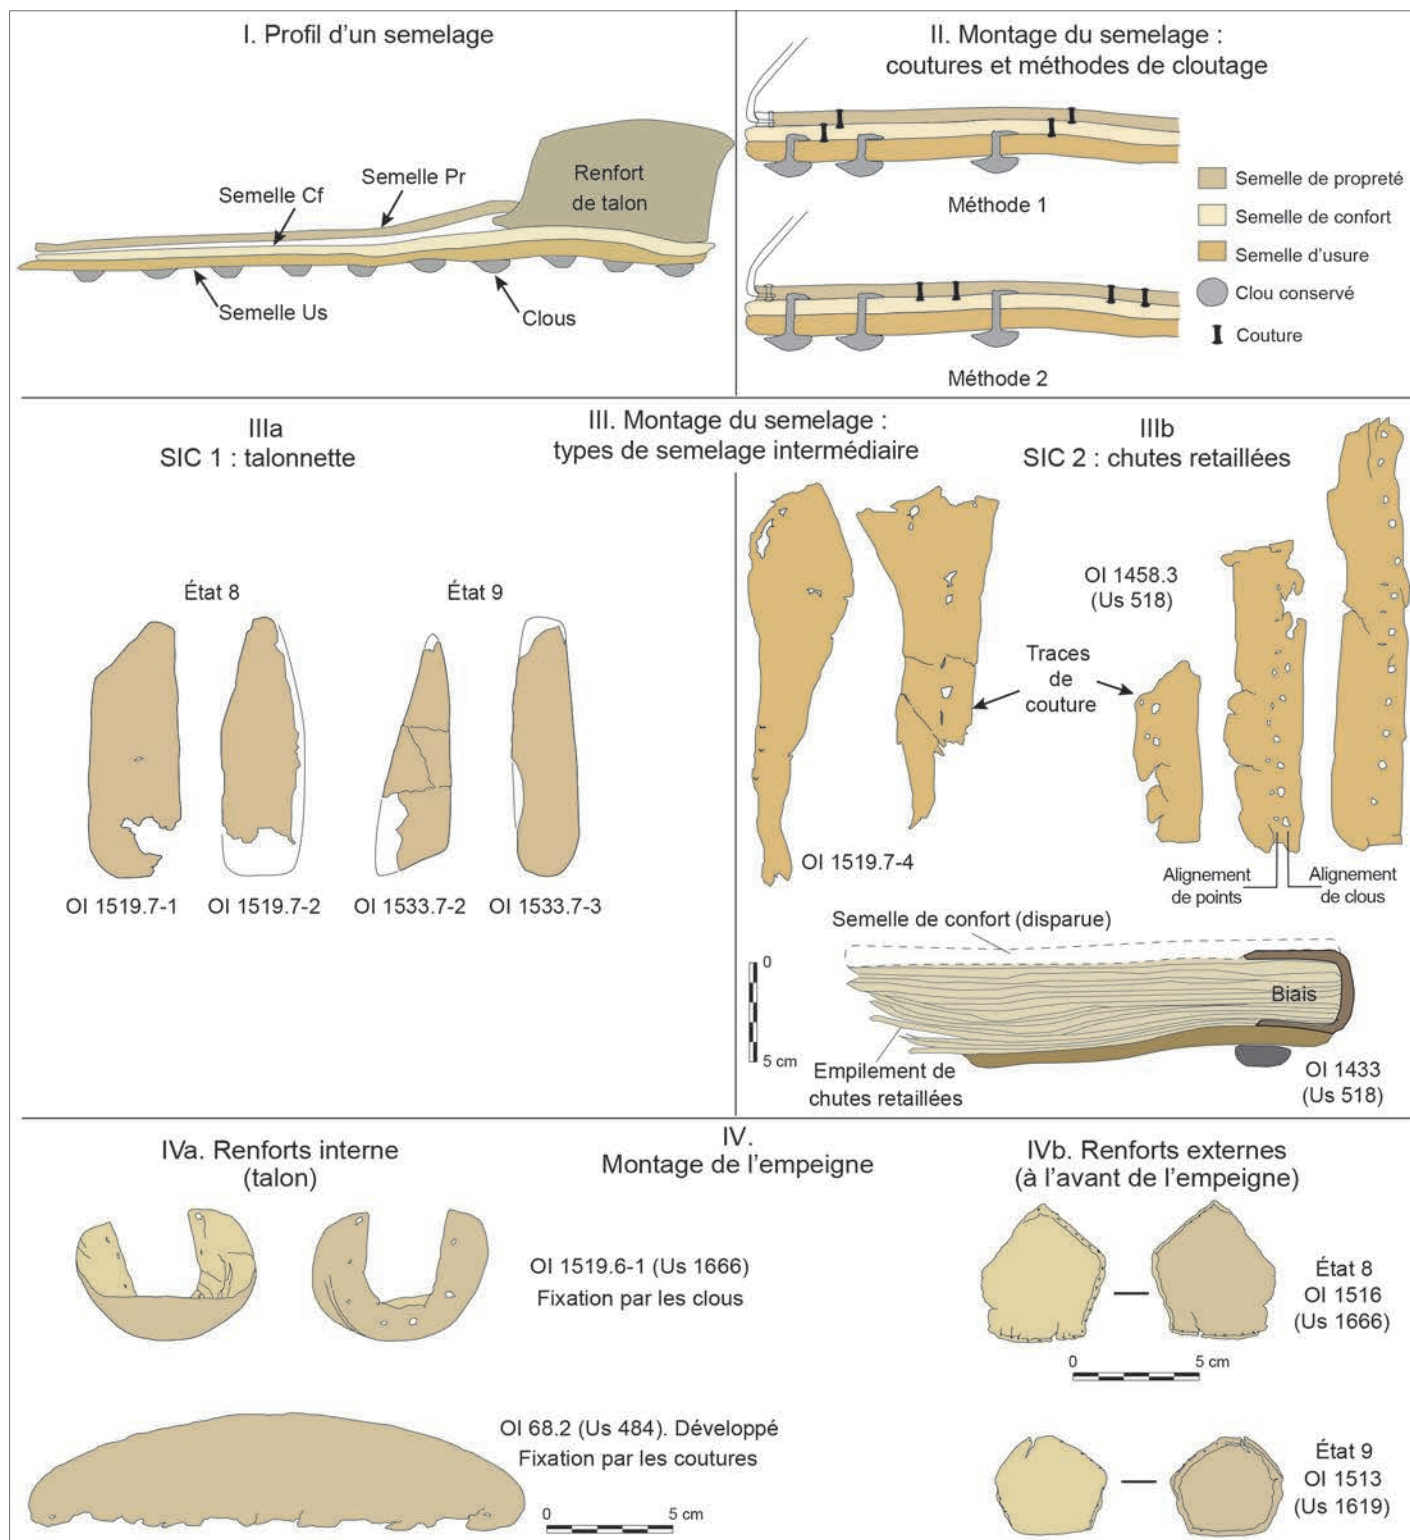 I. Profil d'un semelage
Semelle Cf
Semelle Pr
Renfort
de talon
Semelle Us
Clous
II. Montage du semelage :
coutures et méthodes de cloutage
Méthode 1
Méthode 2
Semelle de propreté
Semelle de confort
Semelle d'usure
Clou conservé
Couture
III. Montage du semelage :
types de semelage intermédiaire
IIIa
SIC 1 : talonnette
État 8
État 9
OI 1519.7-1
OI 1519.7-2
OI 1533.7-2
OI 1533.7-3
IIIb
SIC 2 : chutes retaillées
OI 1458.3
(Us 518)
Traces
de
couture
OI 1519.7-4
Alignement
de points
Alignement
de clous
Semelle de confort (disparue)
0
5 cm
Biais
Empilement de
chutes retaillées
OI 1433
(Us 518)
IV.
Montage de l'empeigne
IVa. Renforts interne
(talon)
OI 1519.6-1 (Us 1666)
Fixation par les clous
OI 68.2 (Us 484). Développé
Fixation par les coutures
0
5 cm
IVb. Renforts externes
(à l'avant de l'empeigne)
État 8
OI 1516
(Us 1666)
0
5 cm
État 9
OI 1513
(Us 1619)